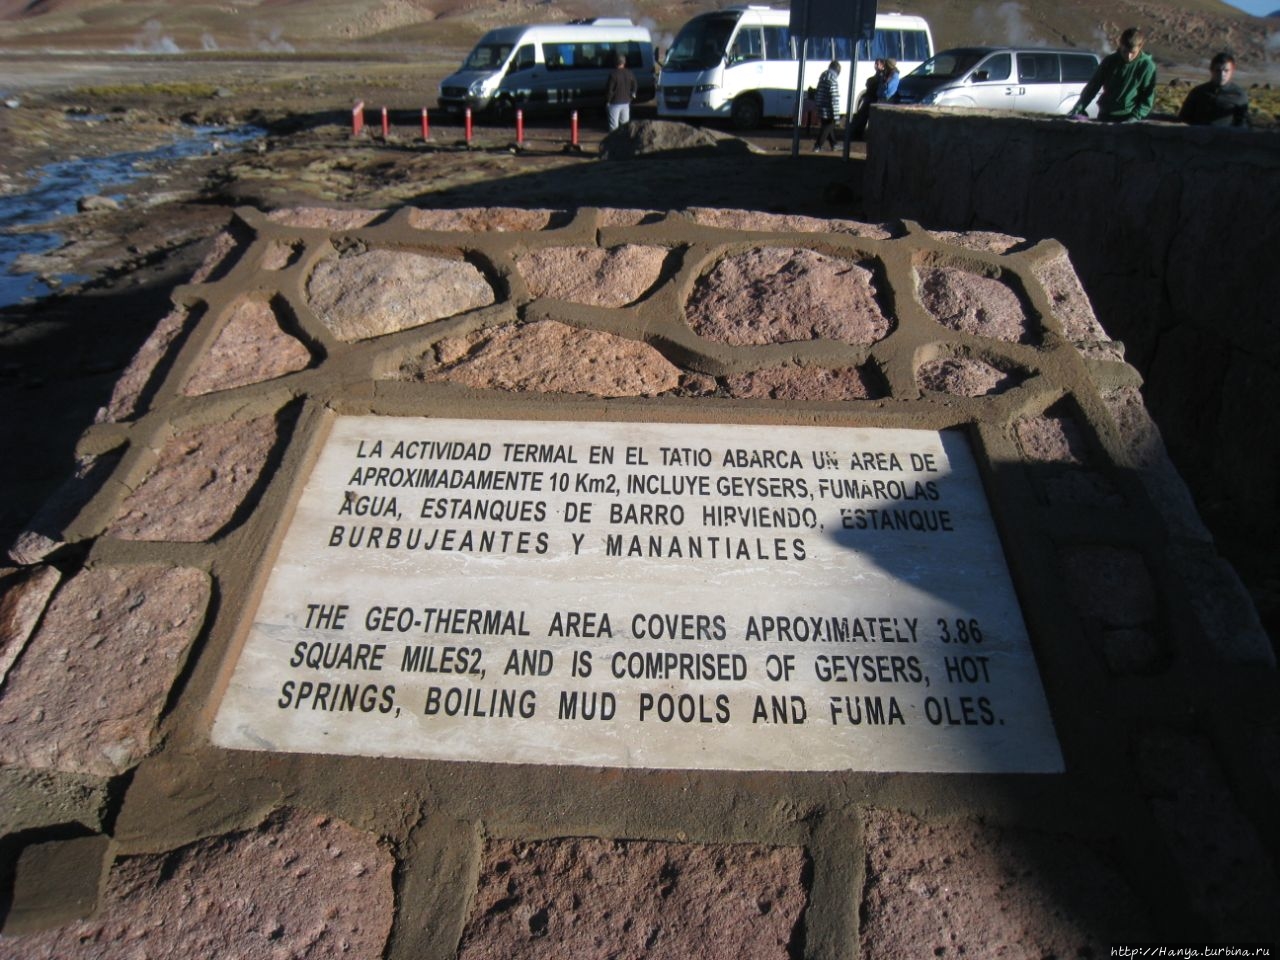 LA ACTIVIDAD TERMAL EN EL TATIO ABARCA UN AREA DE
APROXIMADAMENTE 10 Km2, INCLUYE GEYSERS, FUMAROLAS
AGUA, ESTANQUES DE BARRO HIRVIENDO, ESTANQUE
BURBUJEANTES Y MANANTIALES.
THE GEO-THERMAL AREA COVERS APROXIMATELY 3.86
SQUARE MILES2, AND IS COMPRISED OF GEYSERS, HOT
SPRINGS, BOILING MUD POOLS AND FUMA OLES.
http://Hanya.turbina.ru